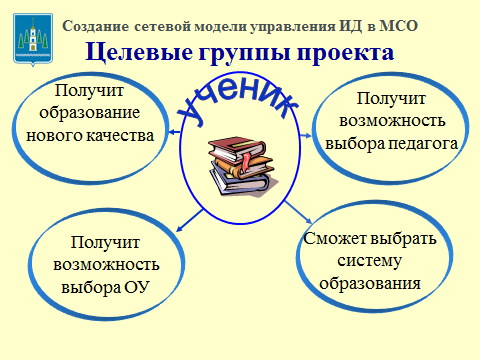 Создание сетевой модели управления ИД в МСО
Целевые группы проекта
ученик
Получит
образование
нового качества
Получит
возможность
выбора педагога
Получит
возможность
выбора ОУ
Сможет выбрать
систему
образования